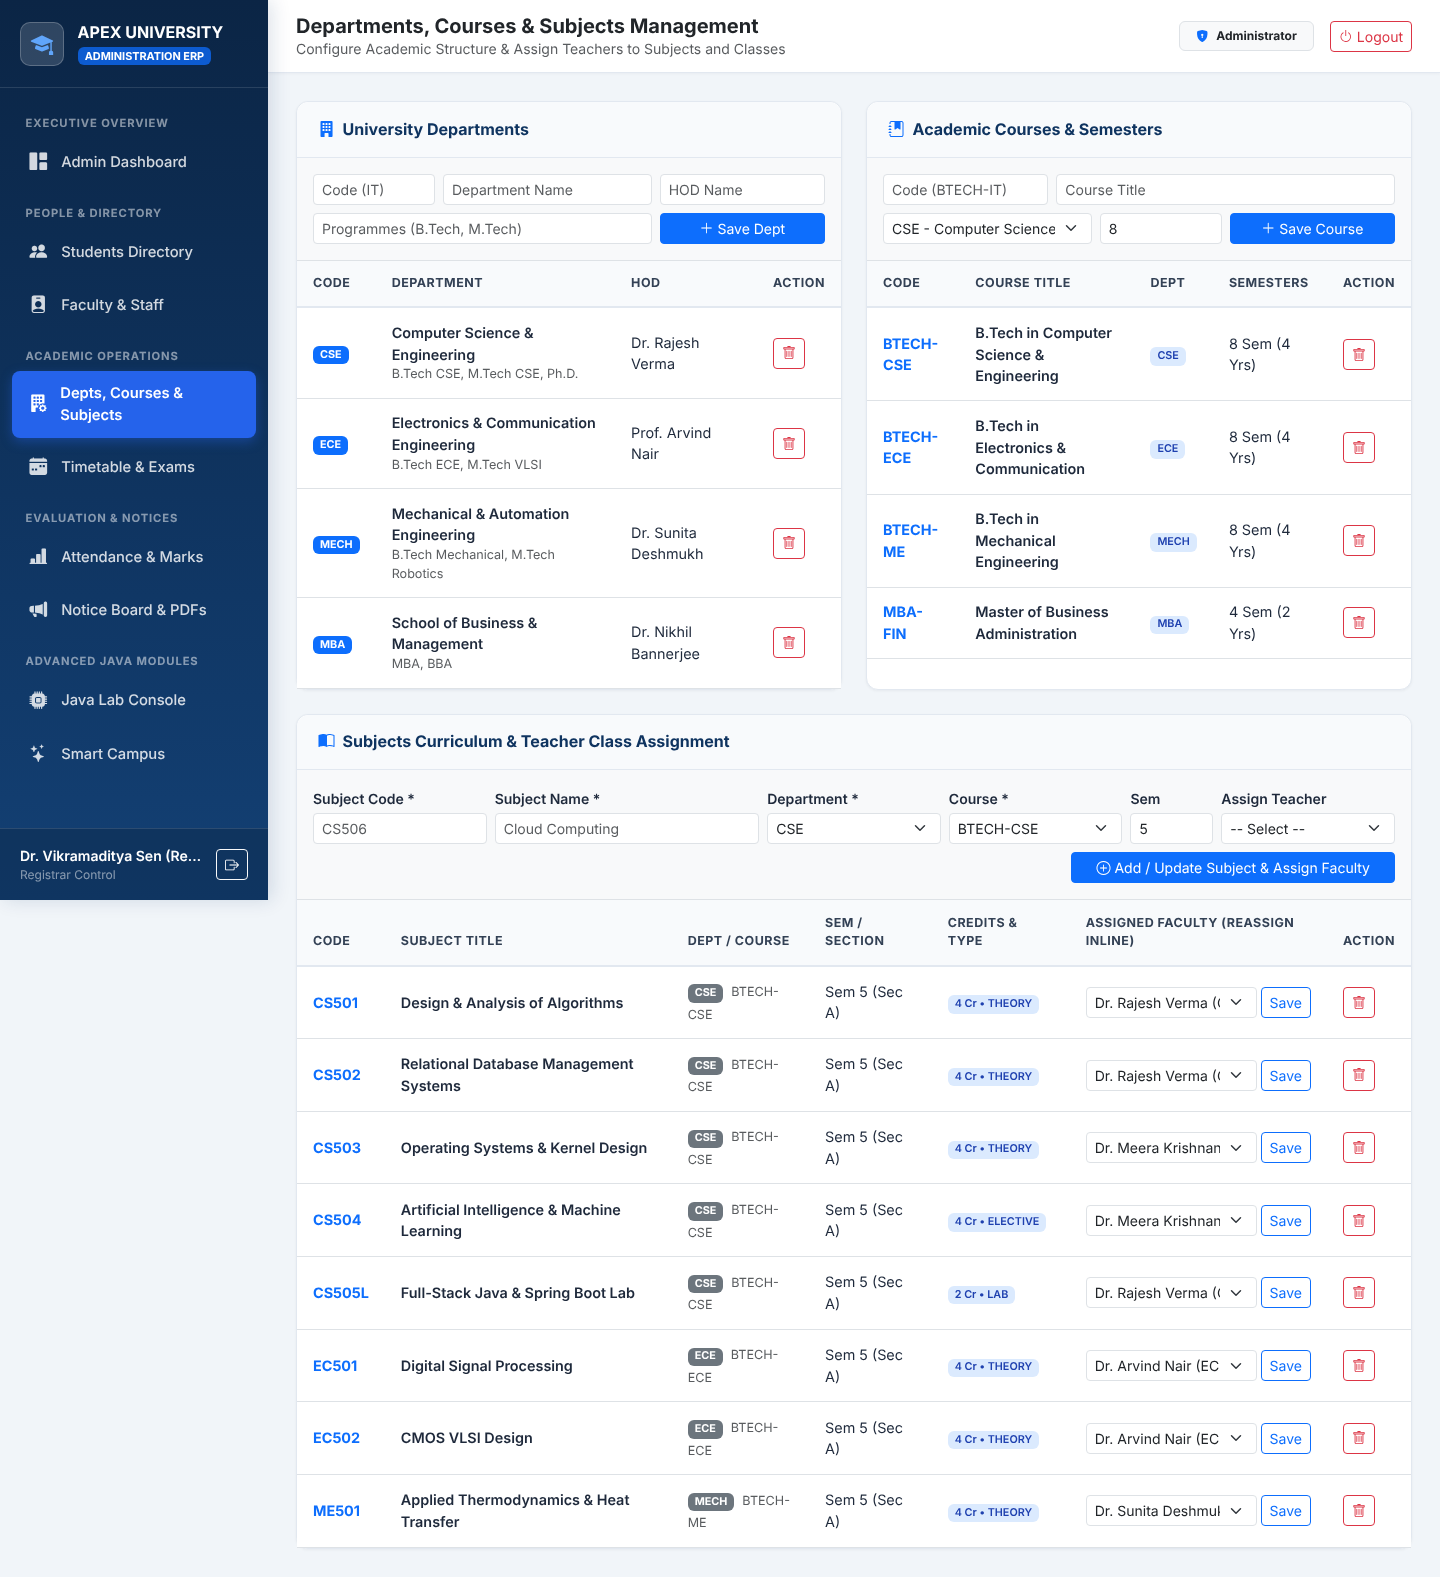 APEX UNIVERSITY
ADMINISTRATION ERP
EXECUTIVE OVERVIEW
Admin Dashboard
PEOPLE & DIRECTORY
Students Directory
Faculty & Staff
ACADEMIC OPERATIONS
Depts, Courses &
Subjects
Timetable & Exams
EVALUATION & NOTICES
Attendance & Marks
Notice Board & PDFs
ADVANCED JAVA MODULES
Java Lab Console
Smart Campus
Dr. Vikramaditya Sen (Re...
Registrar Control
Departments, Courses & Subjects Management
Configure Academic Structure & Assign Teachers to Subjects and Classes
Administrator
Logout
University Departments
Code (IT) Department Name HOD Name
Programmes (B.Tech, M.Tech) Save Dept
CODE DEPARTMENT HOD ACTION
CSE Computer Science & Engineering B.Tech CSE, M.Tech CSE, Ph.D. Dr. Rajesh Verma
ECE Electronics & Communication Engineering B.Tech ECE, M.Tech VLSI Prof. Arvind Nair
MECH Mechanical & Automation Engineering B.Tech Mechanical, M.Tech Robotics Dr. Sunita Deshmukh
MBA School of Business & Management MBA, BBA Dr. Nikhil Bannerjee
Academic Courses & Semesters
Code (BTECH-IT) Course Title
CSE - Computer Science 8 Save Course
CODE COURSE TITLE DEPT SEMESTERS ACTION
BTECH-CSE B.Tech in Computer Science & Engineering CSE 8 Sem (4 Yrs)
BTECH-ECE B.Tech in Electronics & Communication ECE 8 Sem (4 Yrs)
BTECH-ME B.Tech in Mechanical Engineering MECH 8 Sem (4 Yrs)
MBA-FIN Master of Business Administration MBA 4 Sem (2 Yrs)
Subjects Curriculum & Teacher Class Assignment
Subject Code * Subject Name * Department * Course * Sem Assign Teacher
CS506 Cloud Computing CSE BTECH-CSE 5 -- Select --
Add / Update Subject & Assign Faculty
CODE SUBJECT TITLE DEPT / COURSE SEM / SECTION CREDITS & TYPE ASSIGNED FACULTY (REASSIGN INLINE) ACTION
CS501 Design & Analysis of Algorithms CSE BTECH-CSE Sem 5 (Sec A) 4 Cr • THEORY Dr. Rajesh Verma ( Save
CS502 Relational Database Management Systems CSE BTECH-CSE Sem 5 (Sec A) 4 Cr • THEORY Dr. Rajesh Verma ( Save
CS503 Operating Systems & Kernel Design CSE BTECH-CSE Sem 5 (Sec A) 4 Cr • THEORY Dr. Meera Krishnan Save
CS504 Artificial Intelligence & Machine Learning CSE BTECH-CSE Sem 5 (Sec A) 4 Cr • ELECTIVE Dr. Meera Krishnan Save
CS505L Full-Stack Java & Spring Boot Lab CSE BTECH-CSE Sem 5 (Sec A) 2 Cr • LAB Dr. Rajesh Verma ( Save
EC501 Digital Signal Processing ECE BTECH-ECE Sem 5 (Sec A) 4 Cr • THEORY Dr. Arvind Nair (EC Save
EC502 CMOS VLSI Design ECE BTECH-ECE Sem 5 (Sec A) 4 Cr • THEORY Dr. Arvind Nair (EC Save
ME501 Applied Thermodynamics & Heat Transfer MECH BTECH-ME Sem 5 (Sec A) 4 Cr • THEORY Dr. Sunita Deshmuk Save